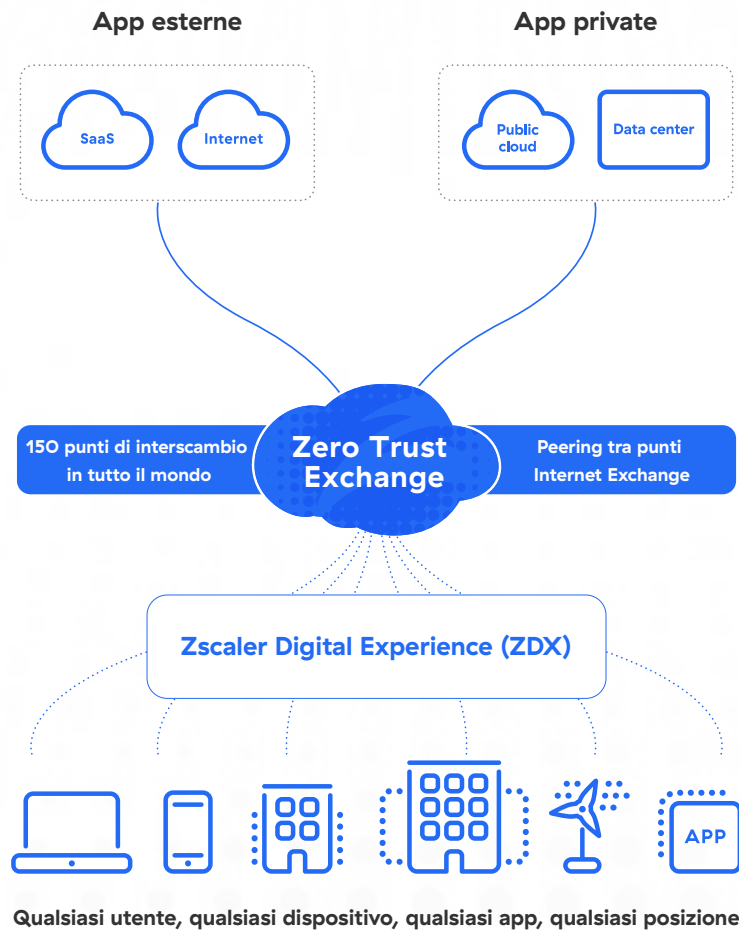 App esterne
App private
SaaS
Internet
Public
cloud
Data center
150 punti di interscambio
in tutto il mondo
Zero Trust
Exchange
Peering tra punti
Internet Exchange
Zscaler Digital Experience (ZDX)
APP
Qualsiasi utente, qualsiasi dispositivo, qualsiasi app, qualsiasi posizione